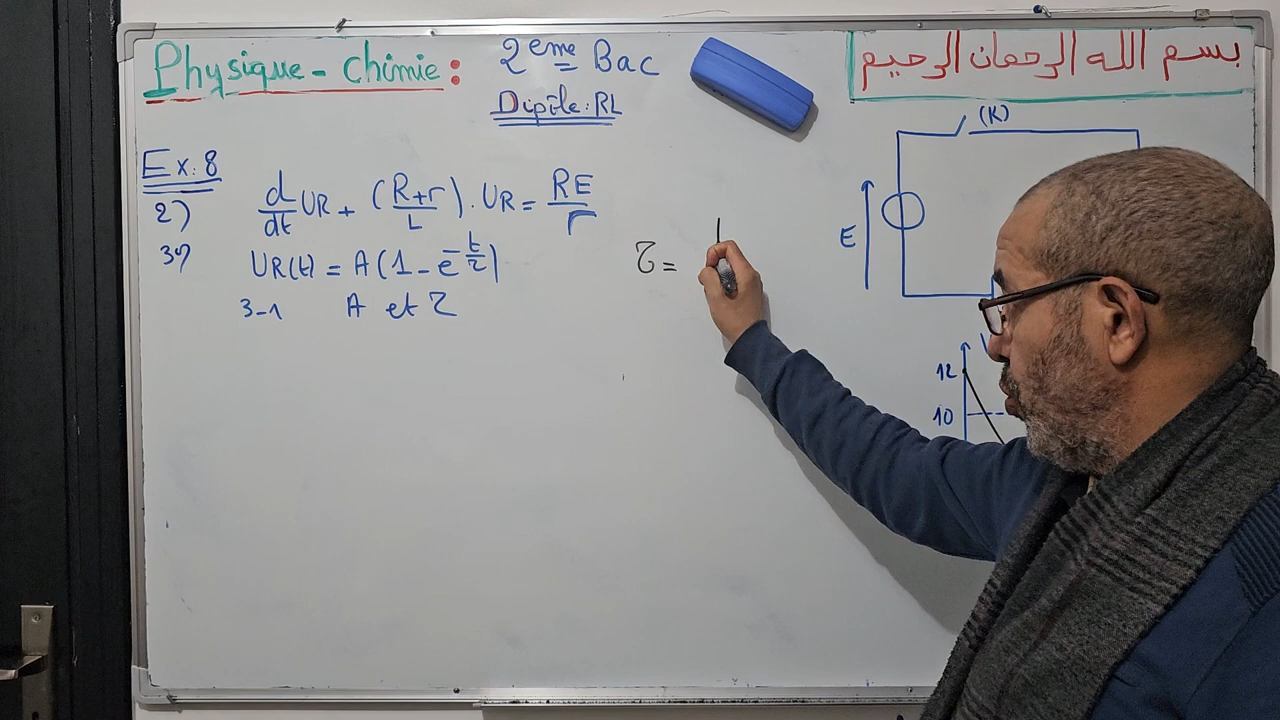 Physique - chimie :
2eme Bac
Dipôle: RL
بسم الله الرحمان الرحيم
Ex: 8
2) d/dt UR + (R+r/L) . UR = RE/r
3°) UR(t) = A(1 - e^-t/τ)
3-1 A et τ
τ =
(K)
E
12
10